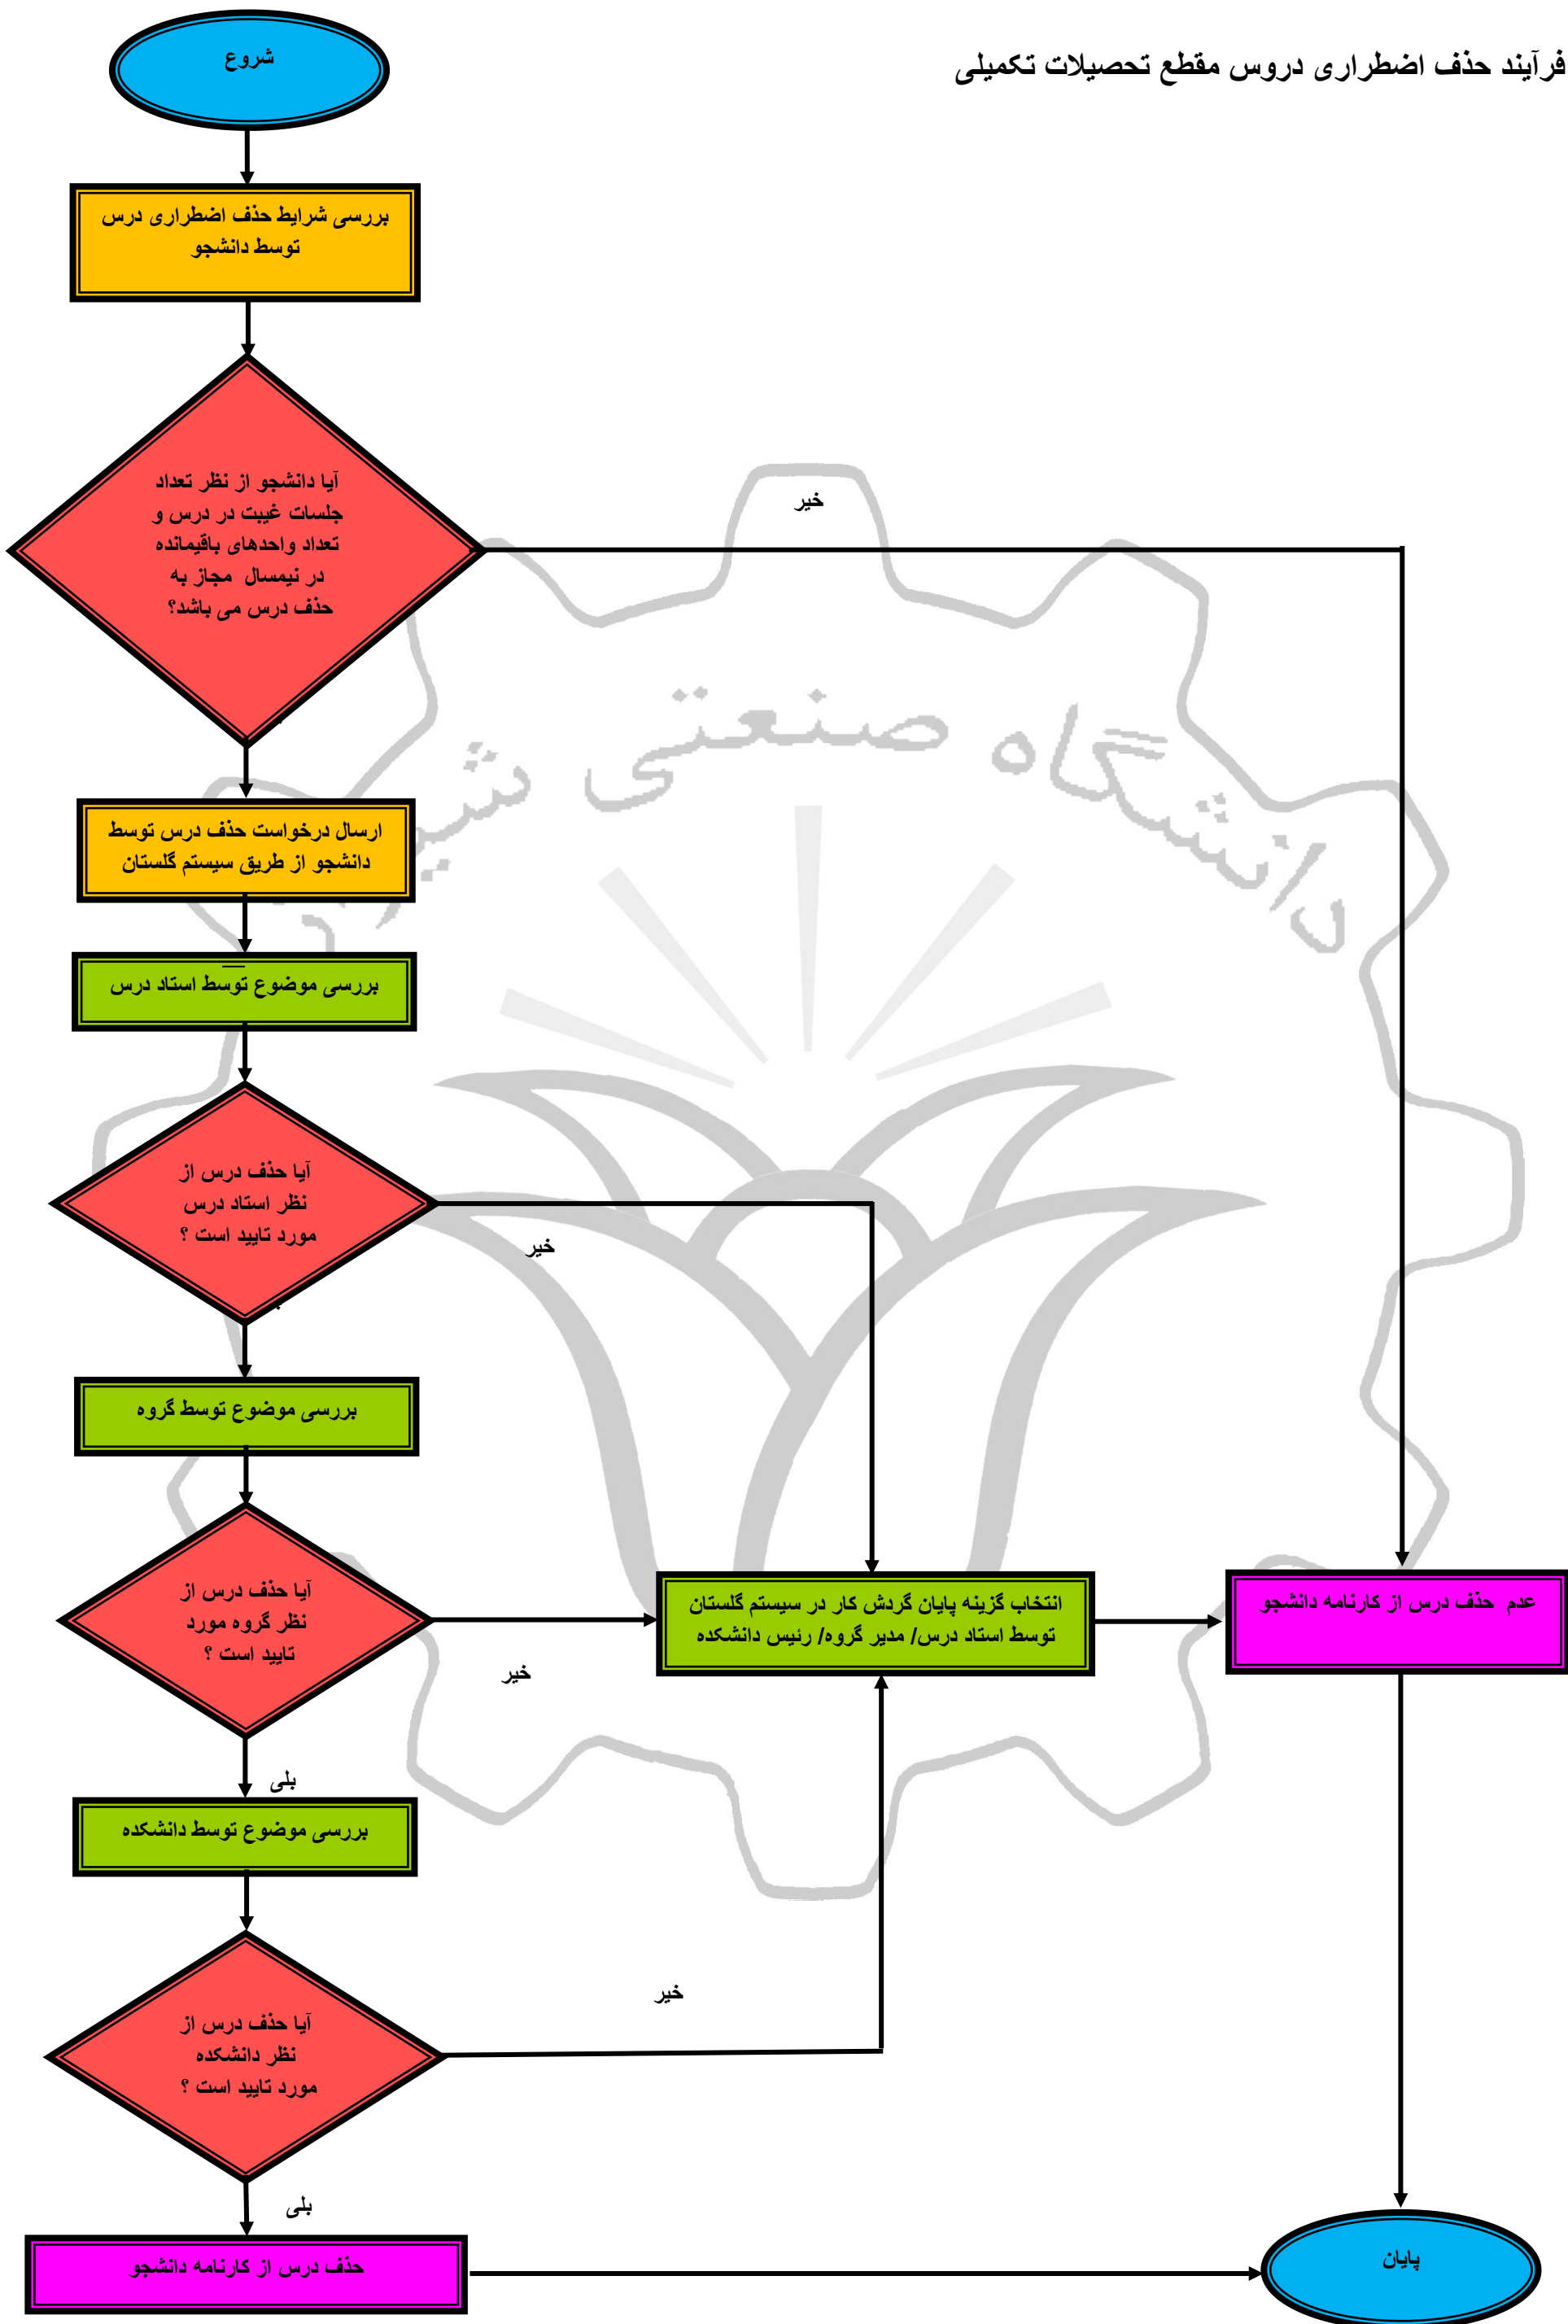 فرآیند حذف اضطراری دروس مقطع تحصیلات تکمیلی
شروع
بررسی شرایط حذف اضطراری درس
توسط دانشجو
آیا دانشجو از نظر تعداد
جلسات غیبت در درس و
تعداد واحدهای باقیمانده
در نیمسال مجاز به
حذف درس می باشد؟
خیر
ارسال درخواست حذف درس توسط
دانشجو از طریق سیستم گلستان
بررسی موضوع توسط استاد درس
آیا حذف درس از
نظر استاد درس
مورد تایید است ؟
خیر
بررسی موضوع توسط گروه
آیا حذف درس از
نظر گروه مورد
تایید است ؟
خیر
بلی
انتخاب گزینه پایان گردش کار در سیستم گلستان
توسط استاد درس/ مدیر گروه/ رئیس دانشکده
عدم حذف درس از کارنامه دانشجو
بررسی موضوع توسط دانشکده
آیا حذف درس از
نظر دانشکده
مورد تایید است ؟
خیر
بلی
حذف درس از کارنامه دانشجو
پایان
دانشگاه صنعتی